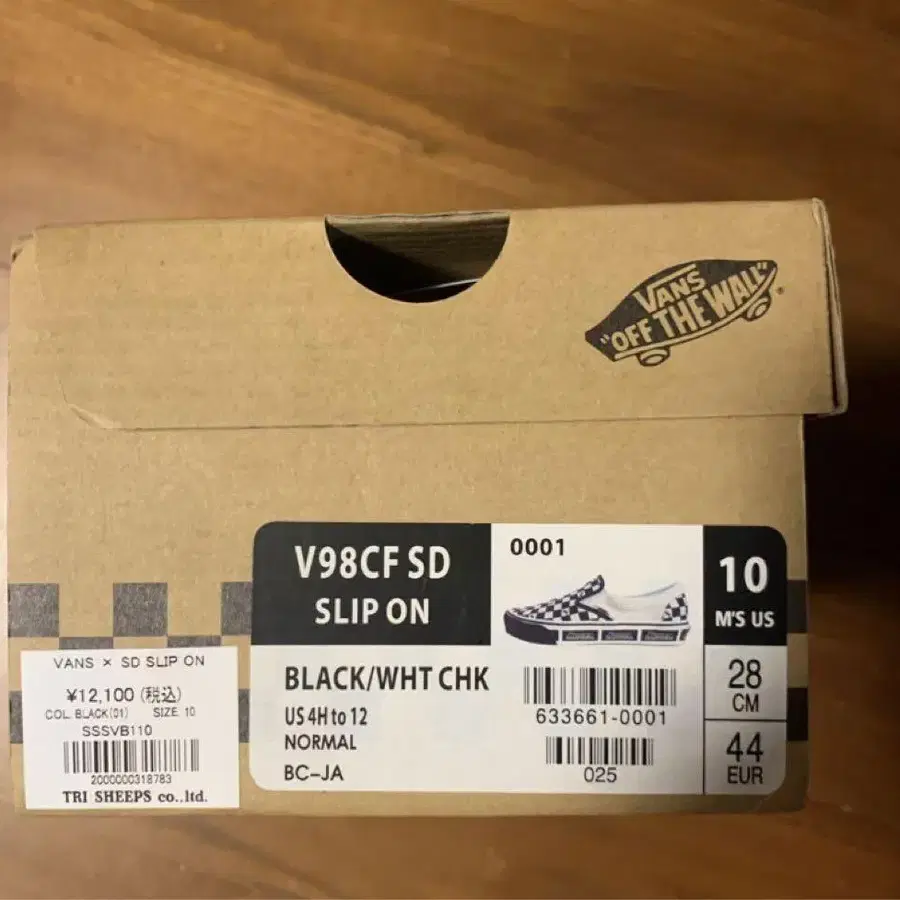 VANS
"OFF THE WALL"
®
V98CF SD
SLIP ON
0001
10
M'S US
BLACK/WHT CHK
US 4H to 12
NORMAL
BC-JA
633661-0001
025
28
CM
44
EUR
VANS × SD SLIP ON
¥12,100 (税込)
COL. BLACK(01) SIZE. 10
SSSVB110
2000000318783
TRI SHEEPS co.,ltd.